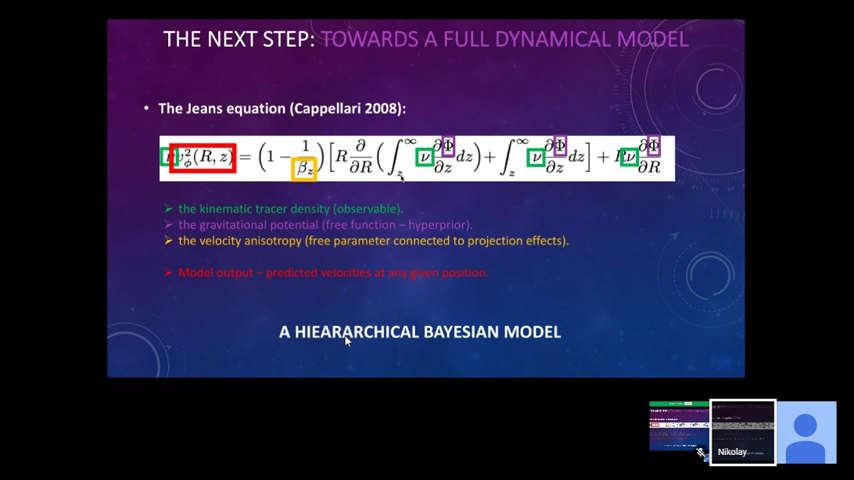 THE NEXT STEP: TOWARDS A FULL DYNAMICAL MODEL
• The Jeans equation (Cappellari 2008):
ν v_φ^2(R, z) = (1 − 1/β_z) [R ∂/∂R (∫_z^∞ ν ∂Φ/∂z dz) + ∫_z^∞ ν ∂Φ/∂z dz] + Rν ∂Φ/∂R
➢ the kinematic tracer density (observable).
➢ the gravitational potential (free function – hyperprior).
➢ the velocity anisotropy (free parameter connected to projection effects).
➢ Model output – predicted velocities at any given position.
A HIEARARCHICAL BAYESIAN MODEL
Nikolay